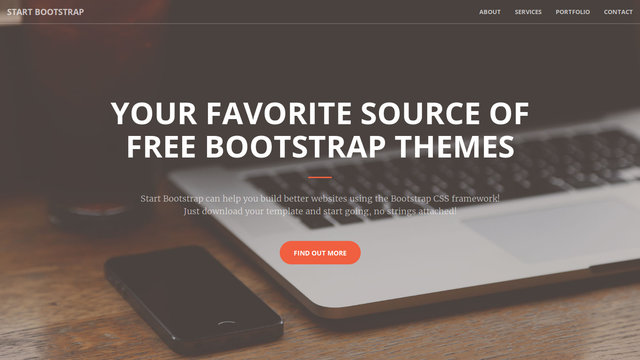 START BOOTSTRAP
ABOUT SERVICES PORTFOLIO CONTACT
YOUR FAVORITE SOURCE OF
FREE BOOTSTRAP THEMES
Start Bootstrap can help you build better websites using the Bootstrap CSS framework!
Just download your template and start going, no strings attached!
FIND OUT MORE